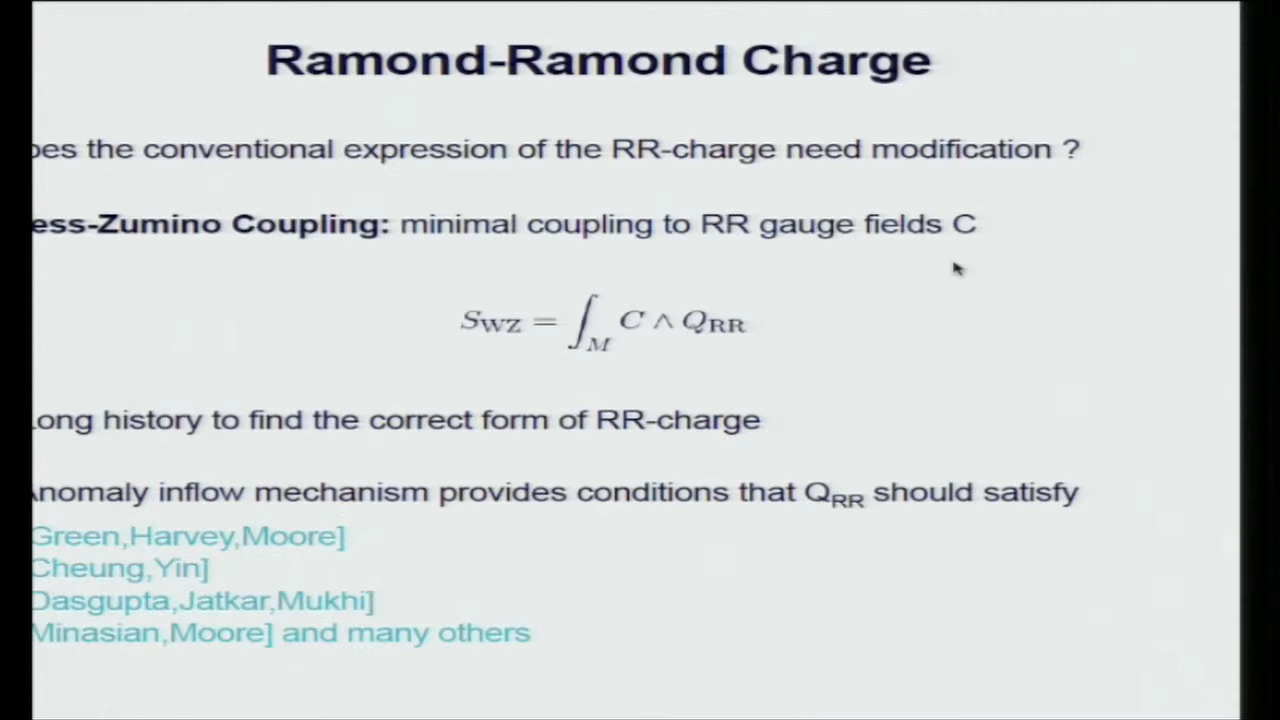 Ramond-Ramond Charge
oes the conventional expression of the RR-charge need modification ?
ess-Zumino Coupling: minimal coupling to RR gauge fields C
S_WZ = ∫_M C ∧ Q_RR
ong history to find the correct form of RR-charge
nomaly inflow mechanism provides conditions that Q_RR should satisfy
Green,Harvey,Moore]
Cheung,Yin]
Dasgupta,Jatkar,Mukhi]
Minasian,Moore] and many others